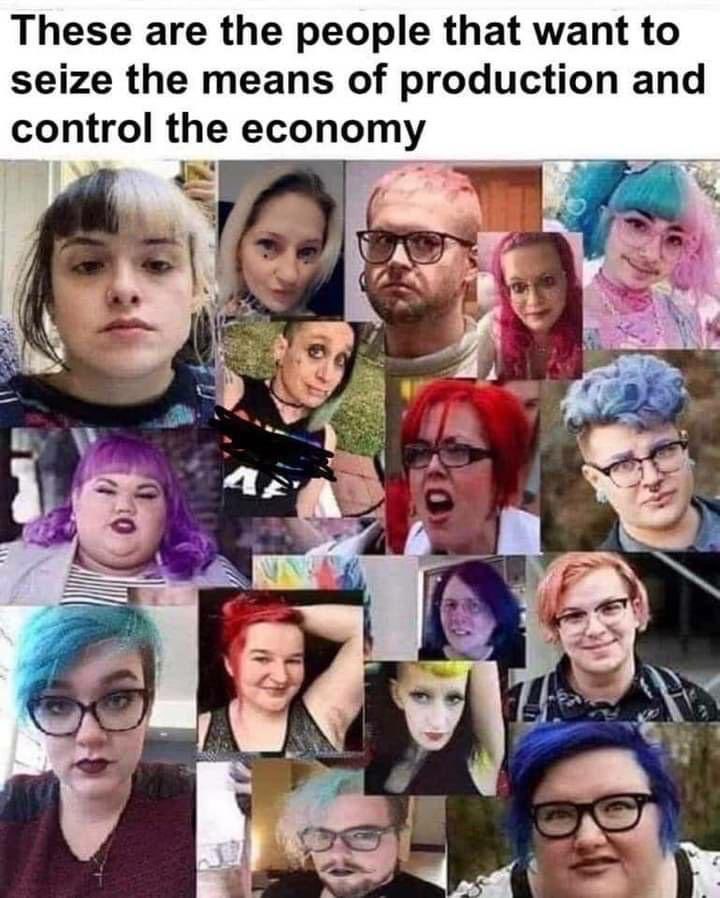 These are the people that want to
seize the means of production and
control the economy